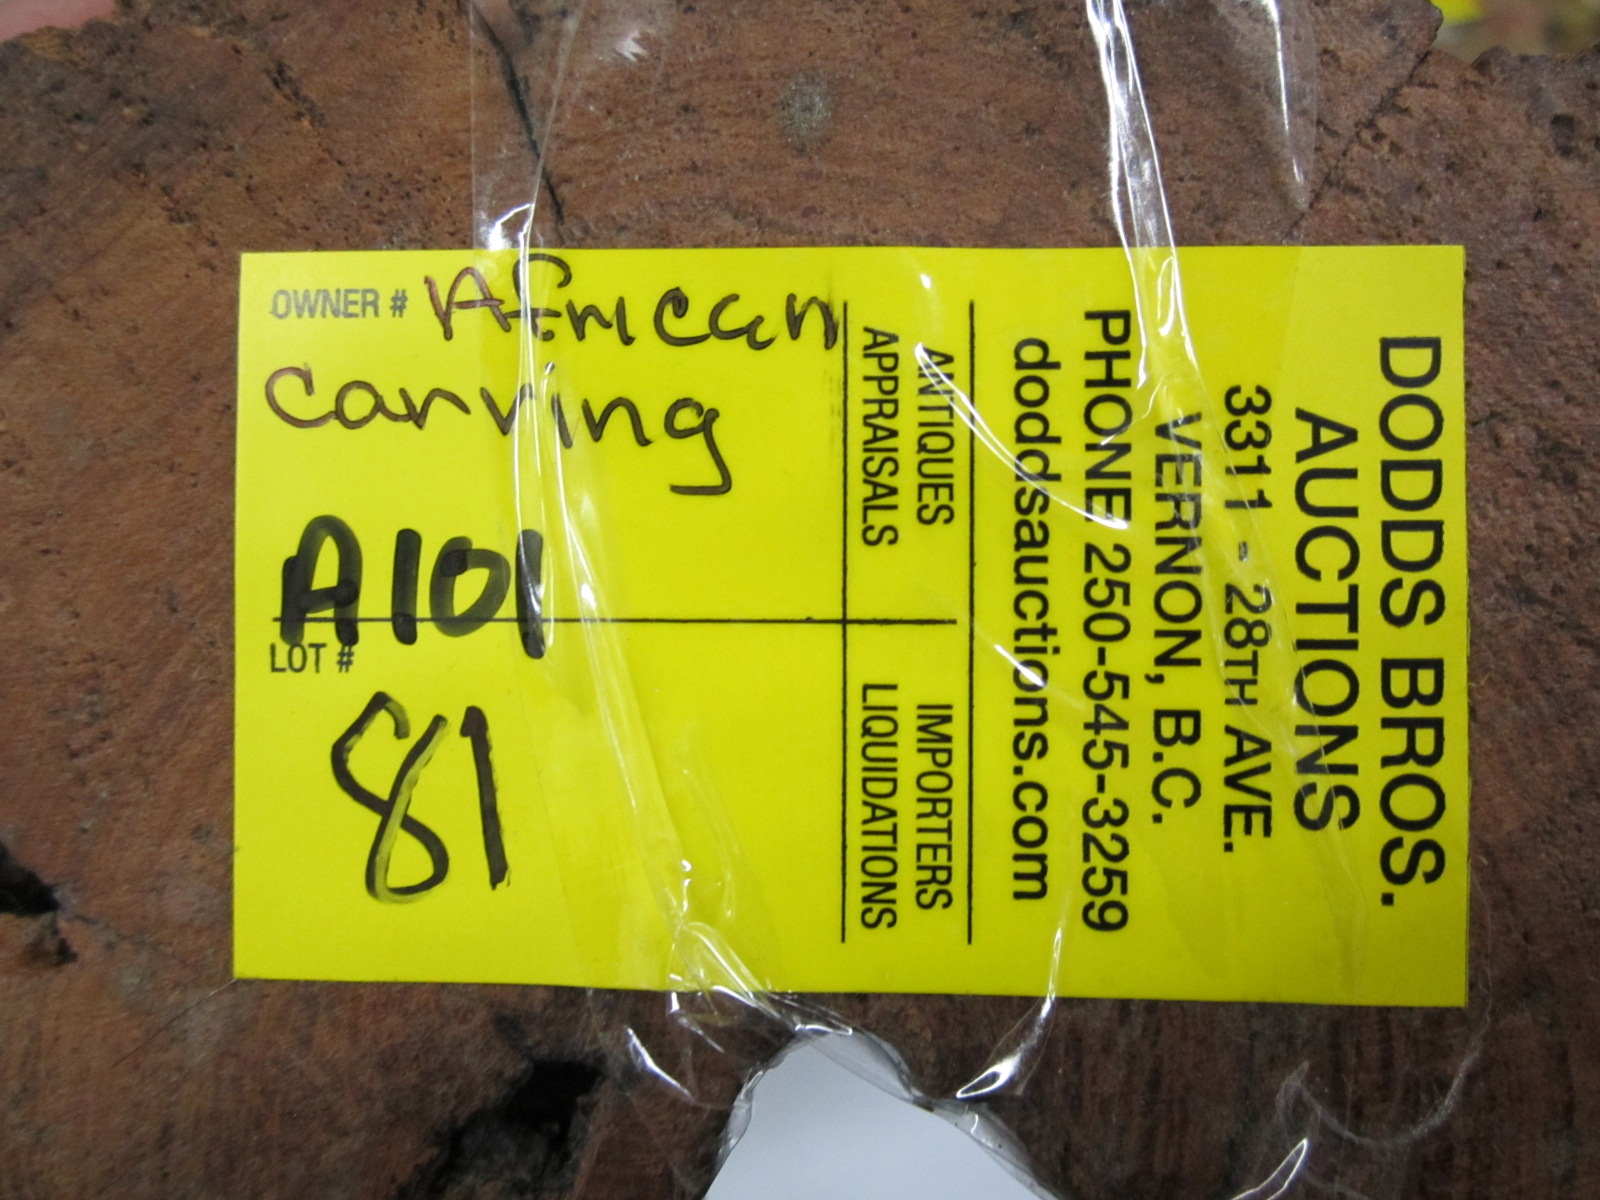 DODDS BROS.
AUCTIONS
3311 - 28TH AVE.
VERNON, B.C.
PHONE 250-545-3259
doddsauctions.com
ANTIQUES
APPRAISALS
IMPORTERS
LIQUIDATIONS
OWNER # African
carving
A101
LOT #
81